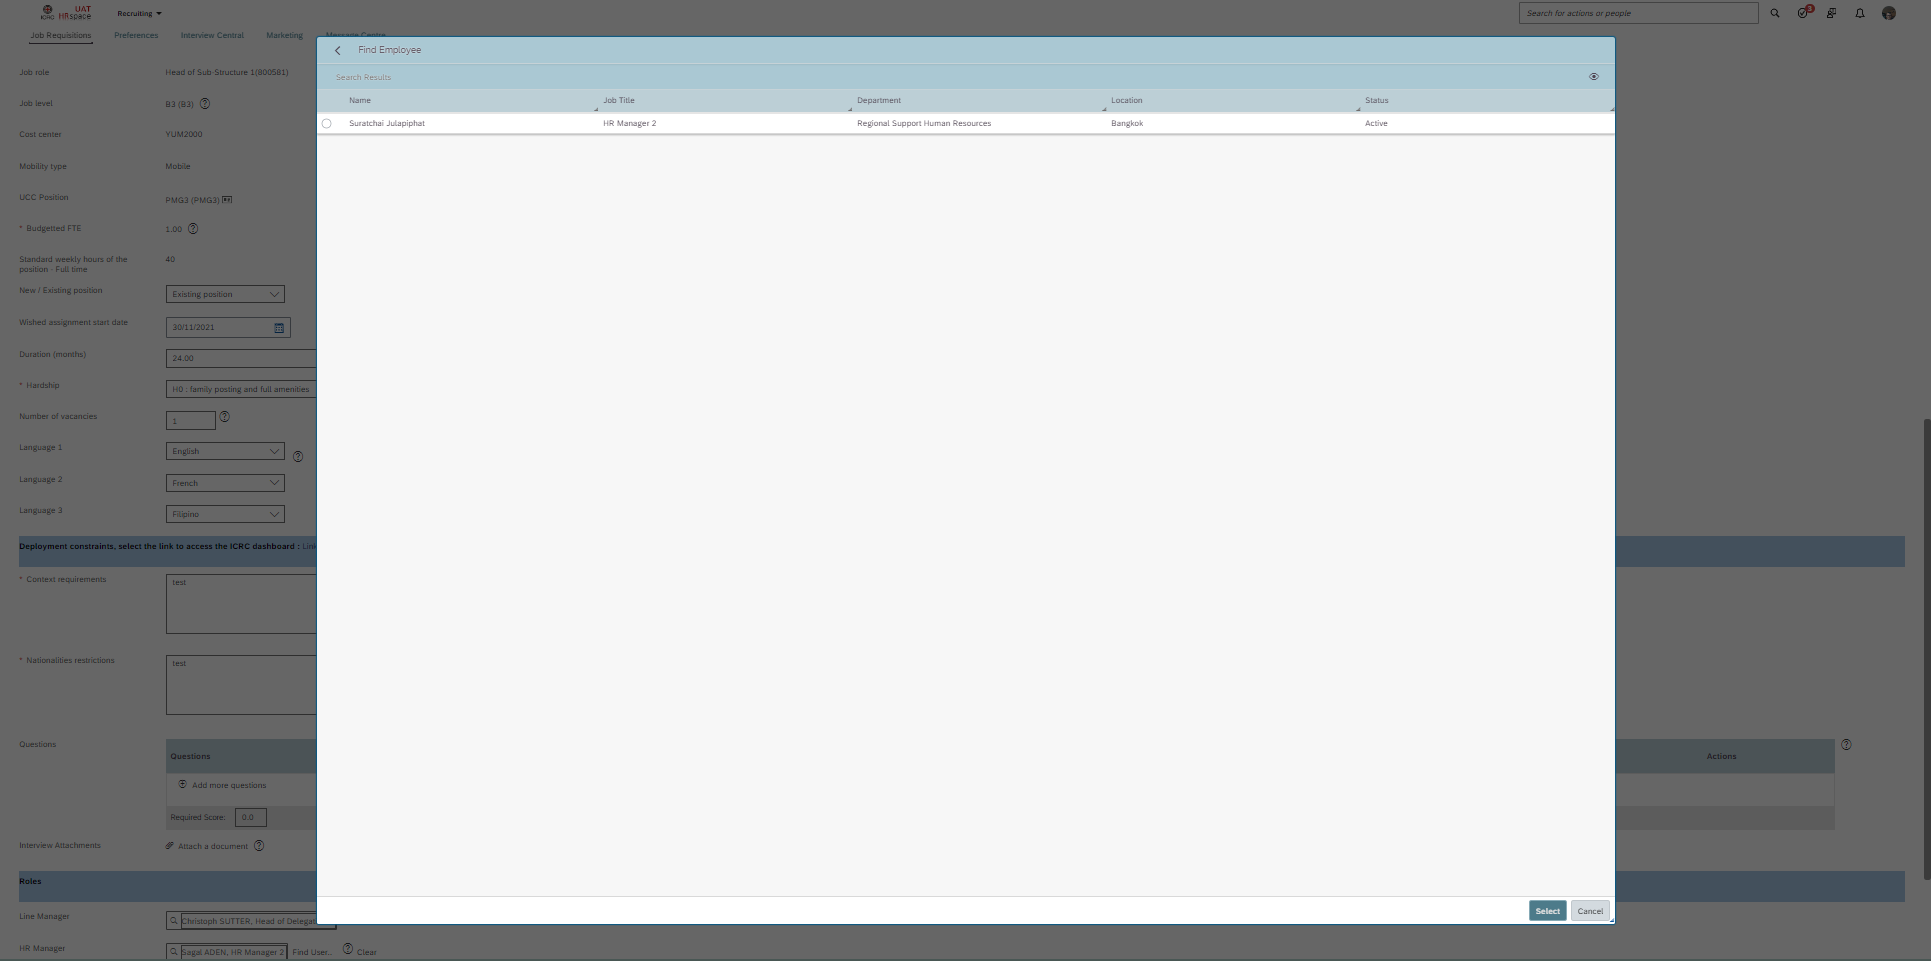 ICRC UAT HRspace
Recruiting
Search for actions or people
3
Job Requisitions Preferences Interview Central Marketing Message Centre
Find Employee
Search Results
Name Job Title Department Location Status
Suratchai Julapiphat HR Manager 2 Regional Support Human Resources Bangkok Active
Job role Head of Sub-Structure 1(800581)
Job level B3 (B3)
Cost center YUM2000
Mobility type Mobile
UCC Position PMG3 (PMG3)
* Budgetted FTE 1.00
Standard weekly hours of the
position - Full time 40
New / Existing position Existing position
Wished assignment start date 30/11/2021
Duration (months) 24.00
* Hardship H0 : family posting and full amenities
Number of vacancies 1
Language 1 English
Language 2 French
Language 3 Filipino
Deployment constraints, select the link to access the ICRC dashboard : Link
* Context requirements test
* Nationalities restrictions test
Questions Questions Actions
Add more questions
Required Score: 0.0
Interview Attachments Attach a document
Roles
Line Manager Christoph SUTTER, Head of Delegat
Select Cancel
HR Manager Sagal ADEN, HR Manager 2 Find User... Clear